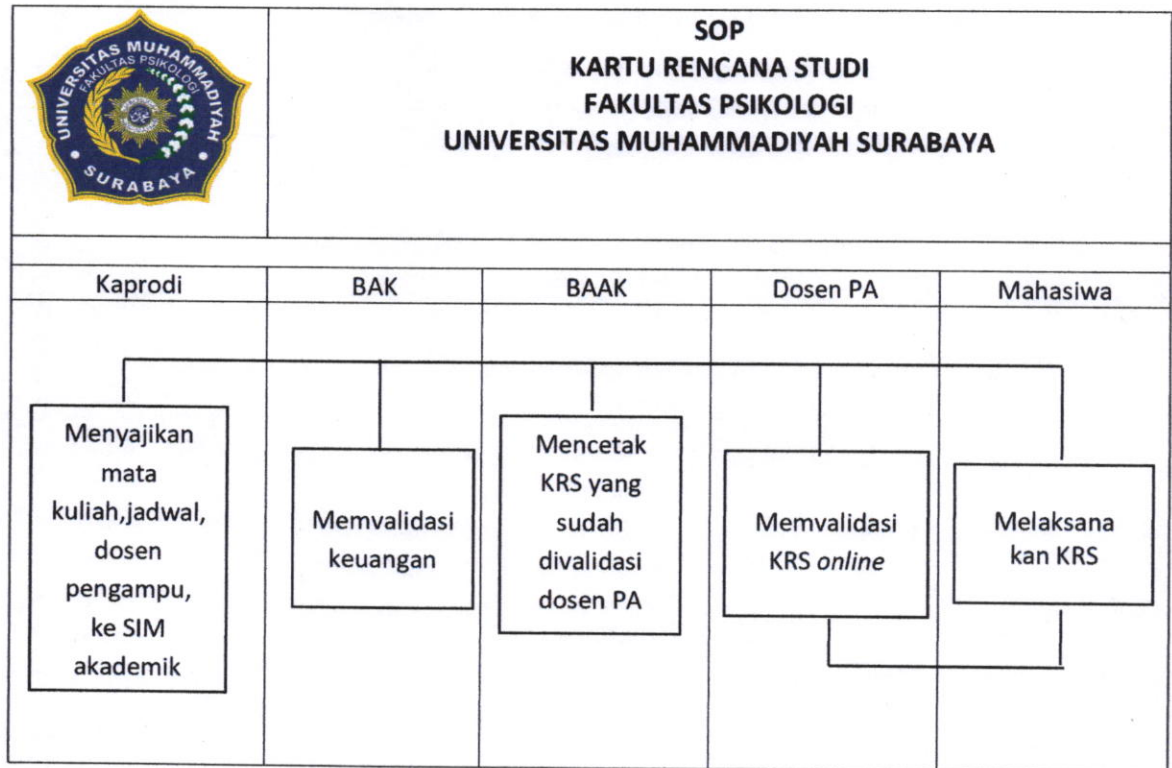 UNIVERSITAS MUHAMMADIYAH
FAKULTAS PSIKOLOGI
SURABAYA
SOP
KARTU RENCANA STUDI
FAKULTAS PSIKOLOGI
UNIVERSITAS MUHAMMADIYAH SURABAYA
Kaprodi
BAK
BAAK
Dosen PA
Mahasiwa
Menyajikan
mata
kuliah,jadwal,
dosen
pengampu,
ke SIM
akademik
Memvalidasi
keuangan
Mencetak
KRS yang
sudah
divalidasi
dosen PA
Memvalidasi
KRS online
Melaksana
kan KRS